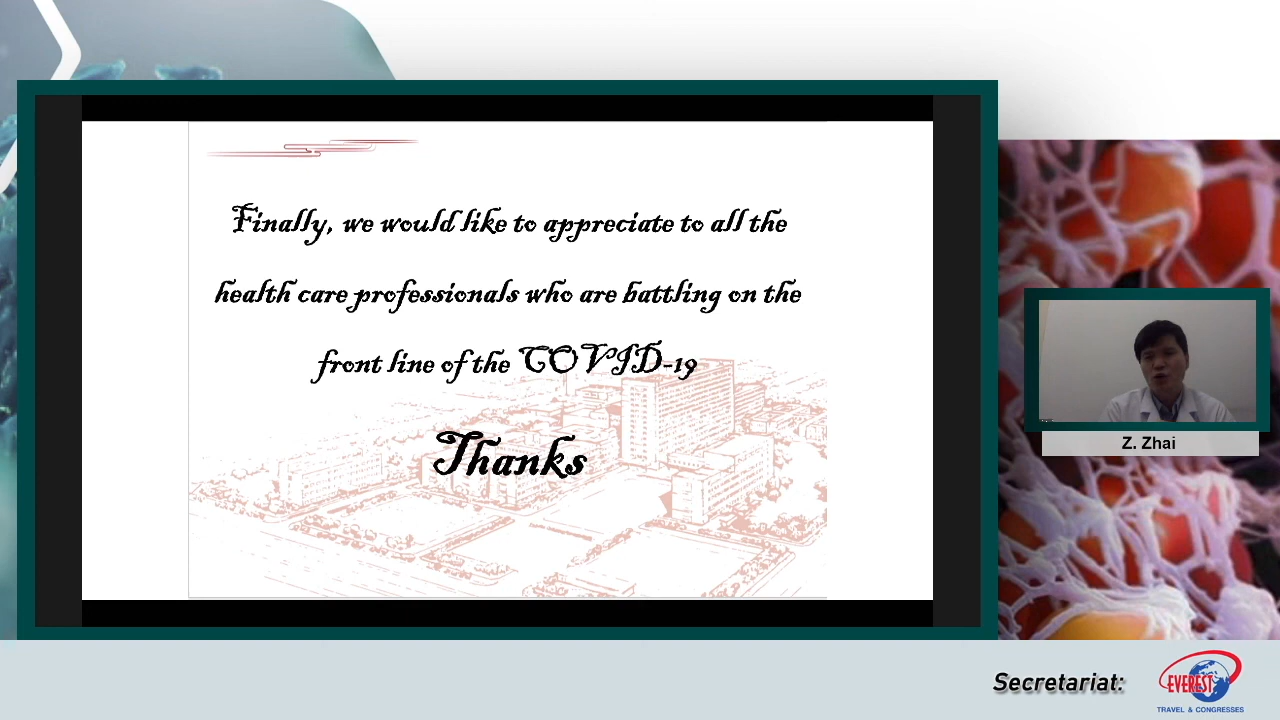 Finally, we would like to appreciate to all the
health care professionals who are battling on the
front line of the COVID-19
Thanks
Z. Zhai
Secretariat:
EVEREST
TRAVEL & CONGRESSES